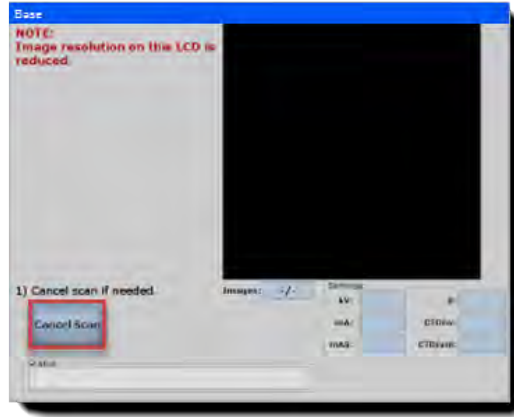 Base
NOTE:
Image resolution on this LCD is
reduced.
1) Cancel scan if needed.
Images: -/-
Settings
kV:
mA:
mAs:
CTDIvol:
Cancel Scan
Status